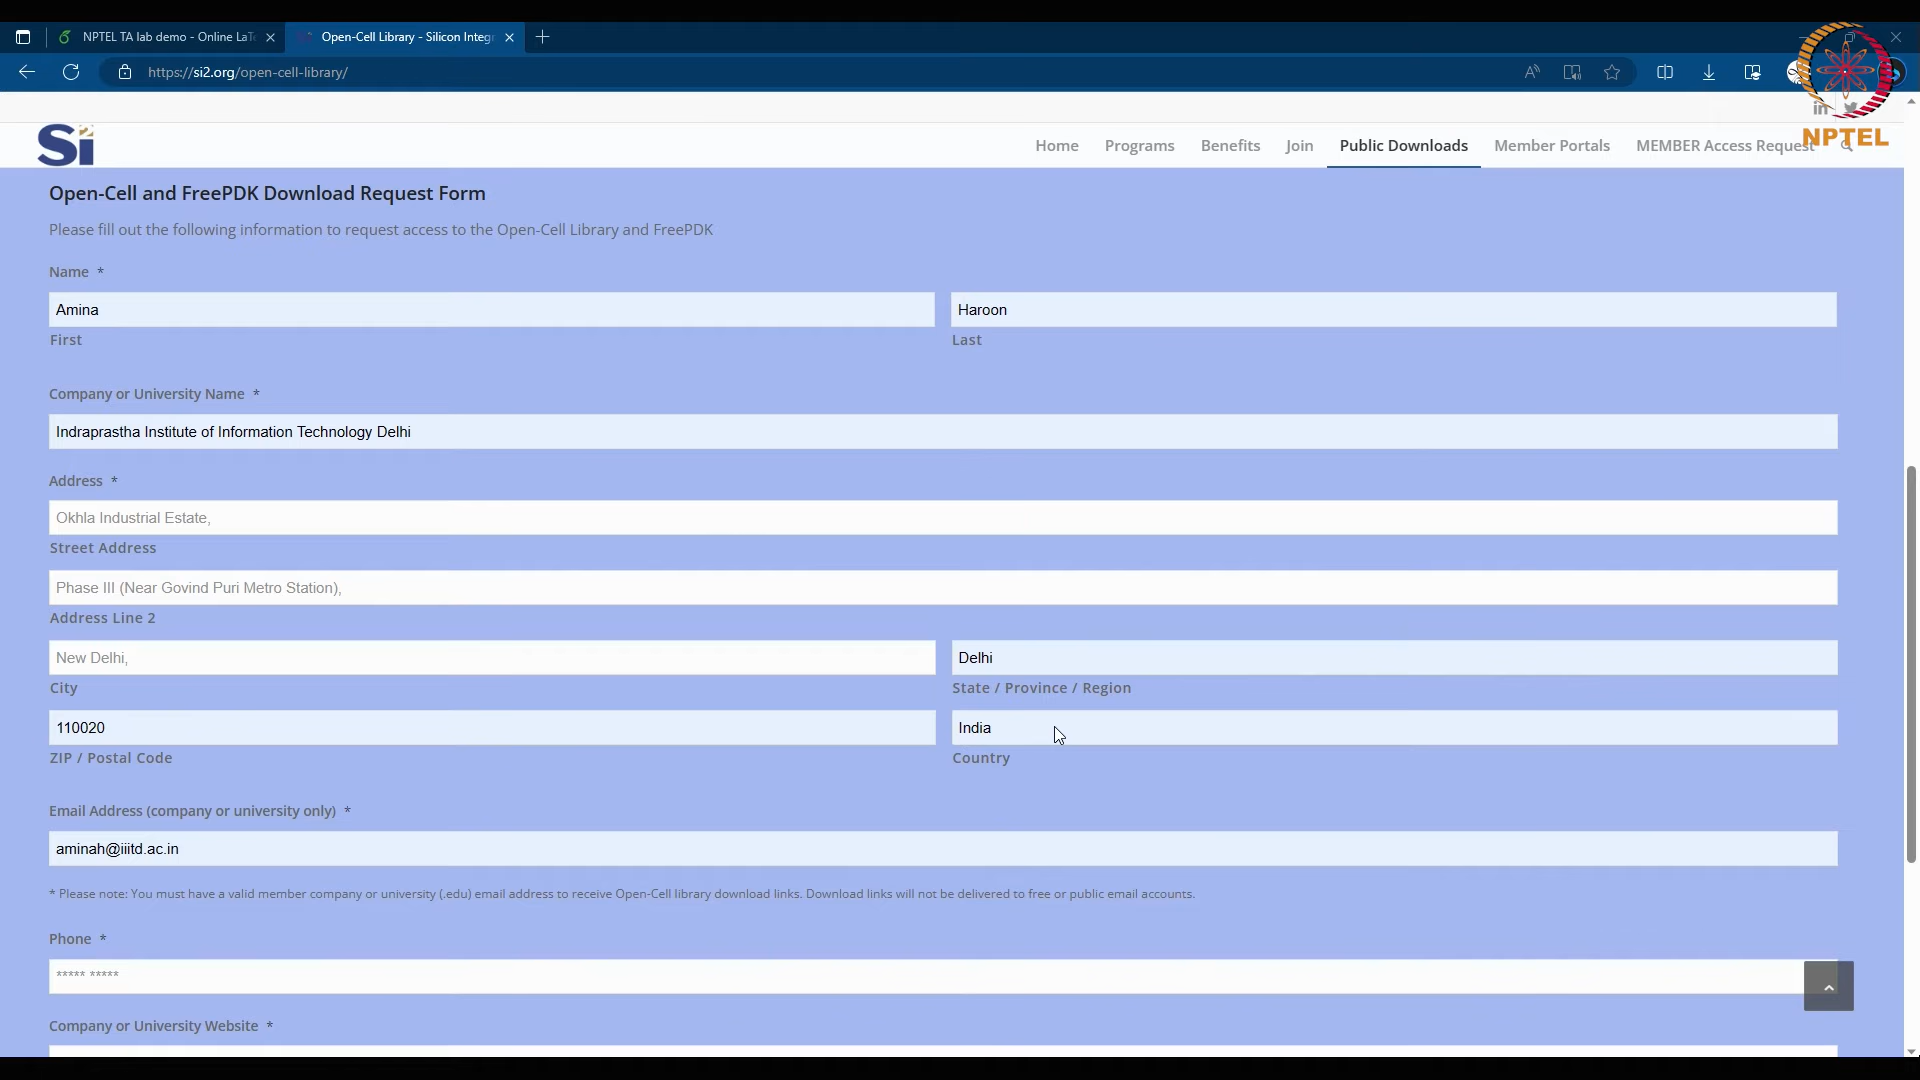 NPTEL TA lab demo - Online LaTe
Open-Cell Library - Silicon Integr
https://si2.org/open-cell-library/
NPTEL
Si2
Home
Programs
Benefits
Join
Public Downloads
Member Portals
MEMBER Access Request
Open-Cell and FreePDK Download Request Form
Please fill out the following information to request access to the Open-Cell Library and FreePDK
Name *
Amina
Haroon
First
Last
Company or University Name *
Indraprastha Institute of Information Technology Delhi
Address *
Okhla Industrial Estate,
Street Address
Phase III (Near Govind Puri Metro Station),
Address Line 2
New Delhi,
Delhi
City
State / Province / Region
110020
India
ZIP / Postal Code
Country
Email Address (company or university only) *
aminah@iiitd.ac.in
* Please note: You must have a valid member company or university (.edu) email address to receive Open-Cell library download links. Download links will not be delivered to free or public email accounts.
Phone *
***** *****
Company or University Website *